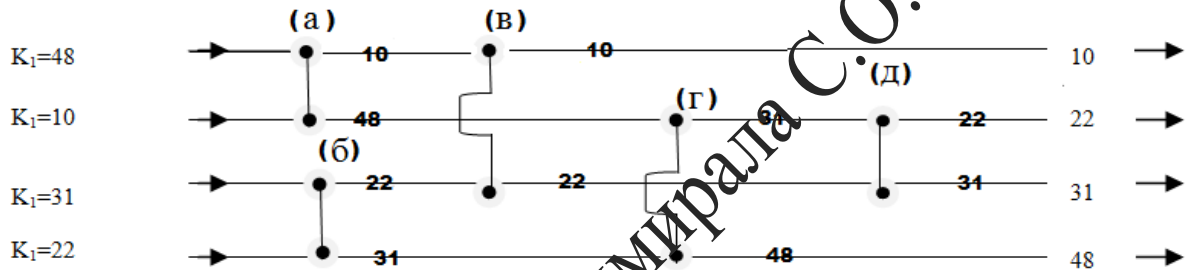 (а) (в)
K₁=48 10 10 10
(д)
K₁=10 48 (г) 31 22 22
(б)
K₁=31 22 22 31 31
K₁=22 31 48 48
мирала С.О.